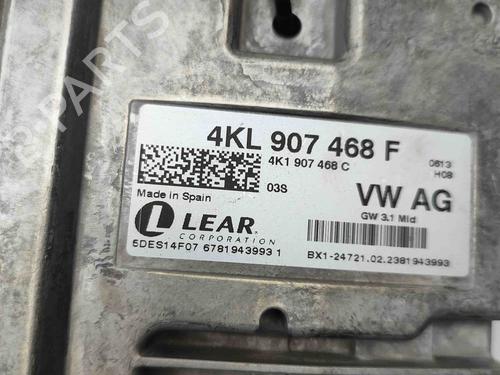 4KL 907 468 F
4K1 907 468 C
0613
H08
03S
Made in Spain
VW AG
GW 3.1 Mid
LEAR
CORPORATION
5DES14F07 6781943993 1
BX1-24721.02.2381943993